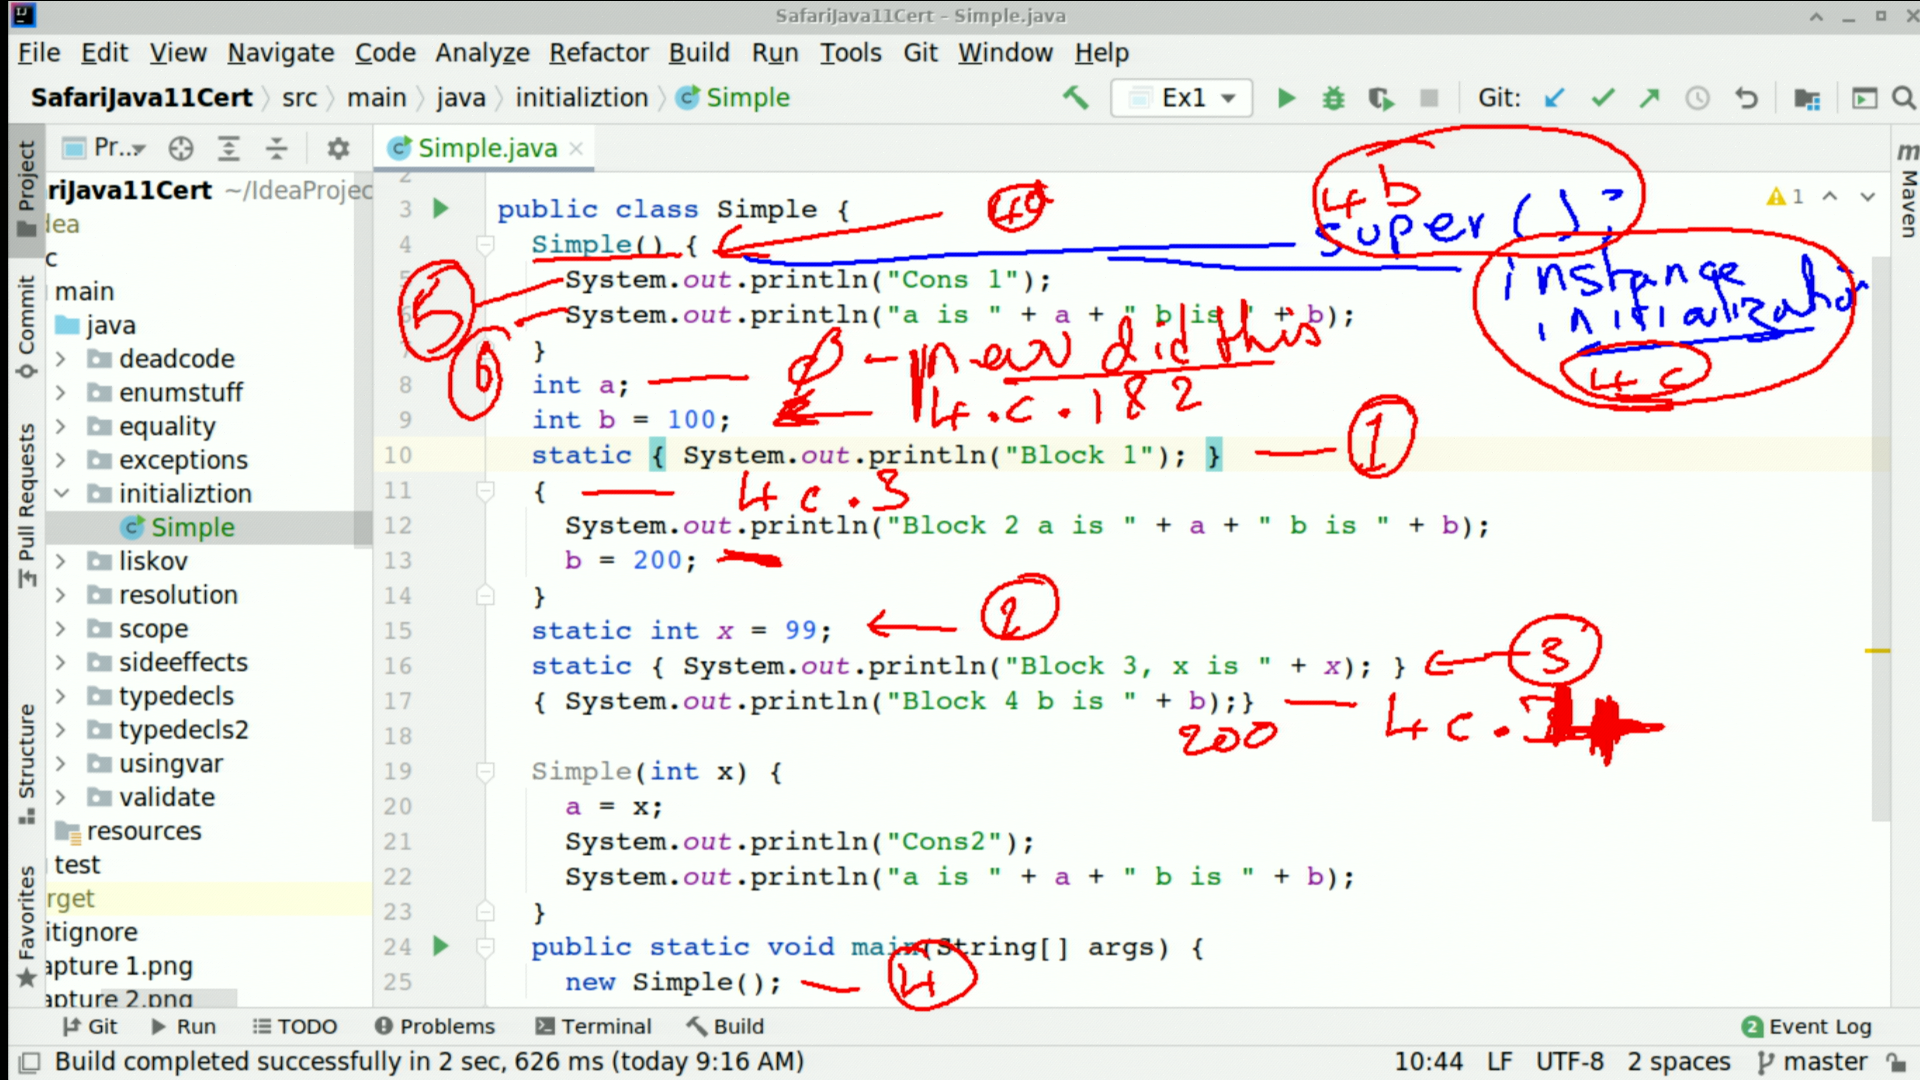 SafariJava11Cert – Simple.java
File Edit View Navigate Code Analyze Refactor Build Run Tools Git Window Help
SafariJava11Cert src main java initializtion Simple
Ex1 Git:
Project
Commit
Pull Requests
Structure
Favorites
Pr...
riJava11Cert ~/IdeaProjec
dea
c
main
java
deadcode
enumstuff
equality
exceptions
initializtion
Simple
liskov
resolution
scope
sideeffects
typedecls
typedecls2
usingvar
validate
resources
test
rget
itignore
apture 1.png
apture 2.png
Simple.java
1
m Maven
2
3 public class Simple {
4 Simple() {
5 System.out.println("Cons 1");
6 System.out.println("a is " + a + " b is " + b);
7 }
8 int a;
9 int b = 100;
10 static { System.out.println("Block 1"); }
11 {
12 System.out.println("Block 2 a is " + a + " b is " + b);
13 b = 200;
14 }
15 static int x = 99;
16 static { System.out.println("Block 3, x is " + x); }
17 { System.out.println("Block 4 b is " + b);}
18
19 Simple(int x) {
20 a = x;
21 System.out.println("Cons2");
22 System.out.println("a is " + a + " b is " + b);
23 }
24 public static void main(String[] args) {
25 new Simple();
4a
4b
super();
instance
initialization
4c
5
6
new did this
4.c.1&2
1
4c.3
2
3
200
4c.
4
Git Run TODO Problems Terminal Build
2 Event Log
Build completed successfully in 2 sec, 626 ms (today 9:16 AM)
10:44 LF UTF-8 2 spaces master